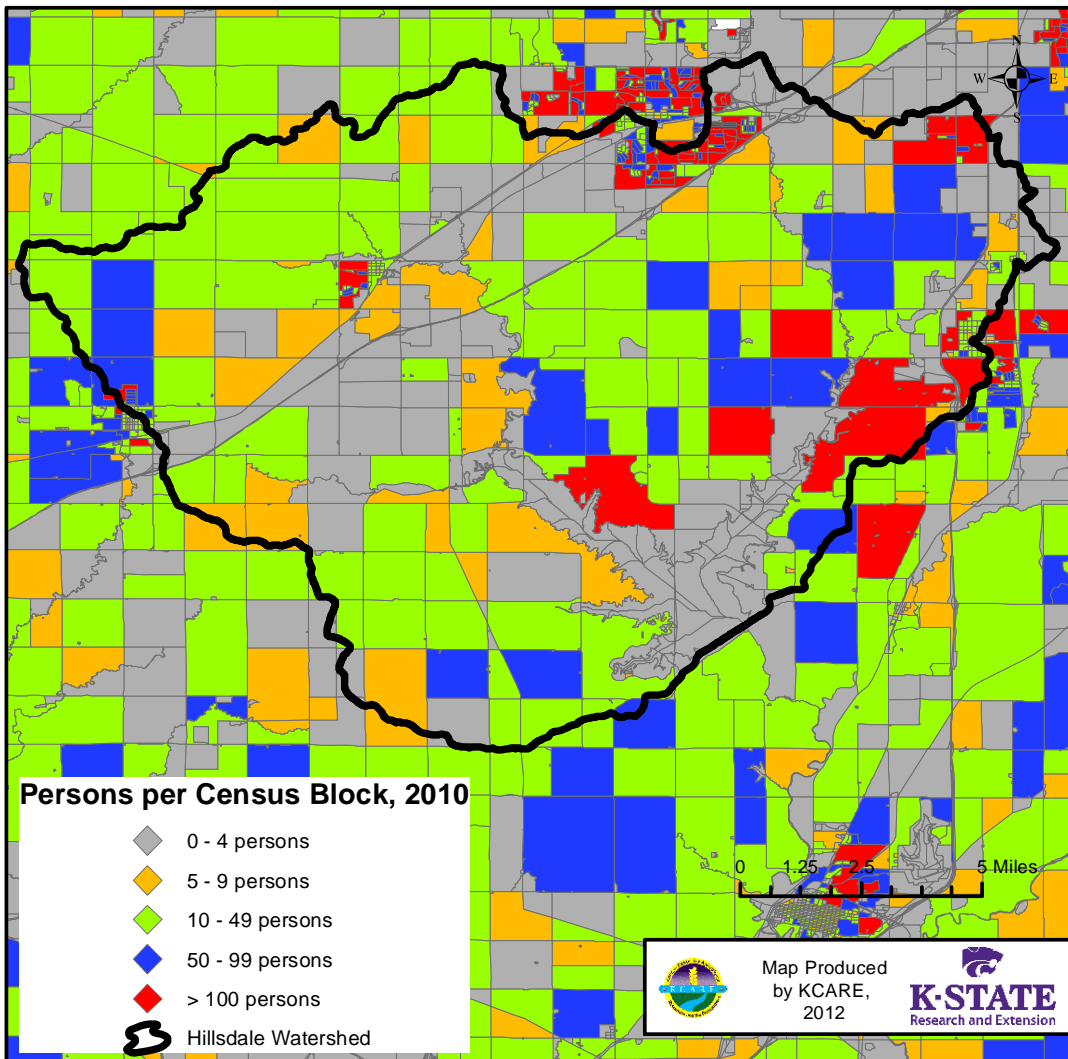 N
W E
S
Persons per Census Block, 2010
0 - 4 persons
5 - 9 persons
10 - 49 persons
50 - 99 persons
> 100 persons
Hillsdale Watershed
0 1.25 2.5 5 Miles
KCARE
Map Produced
by KCARE,
2012
K-STATE
Research and Extension